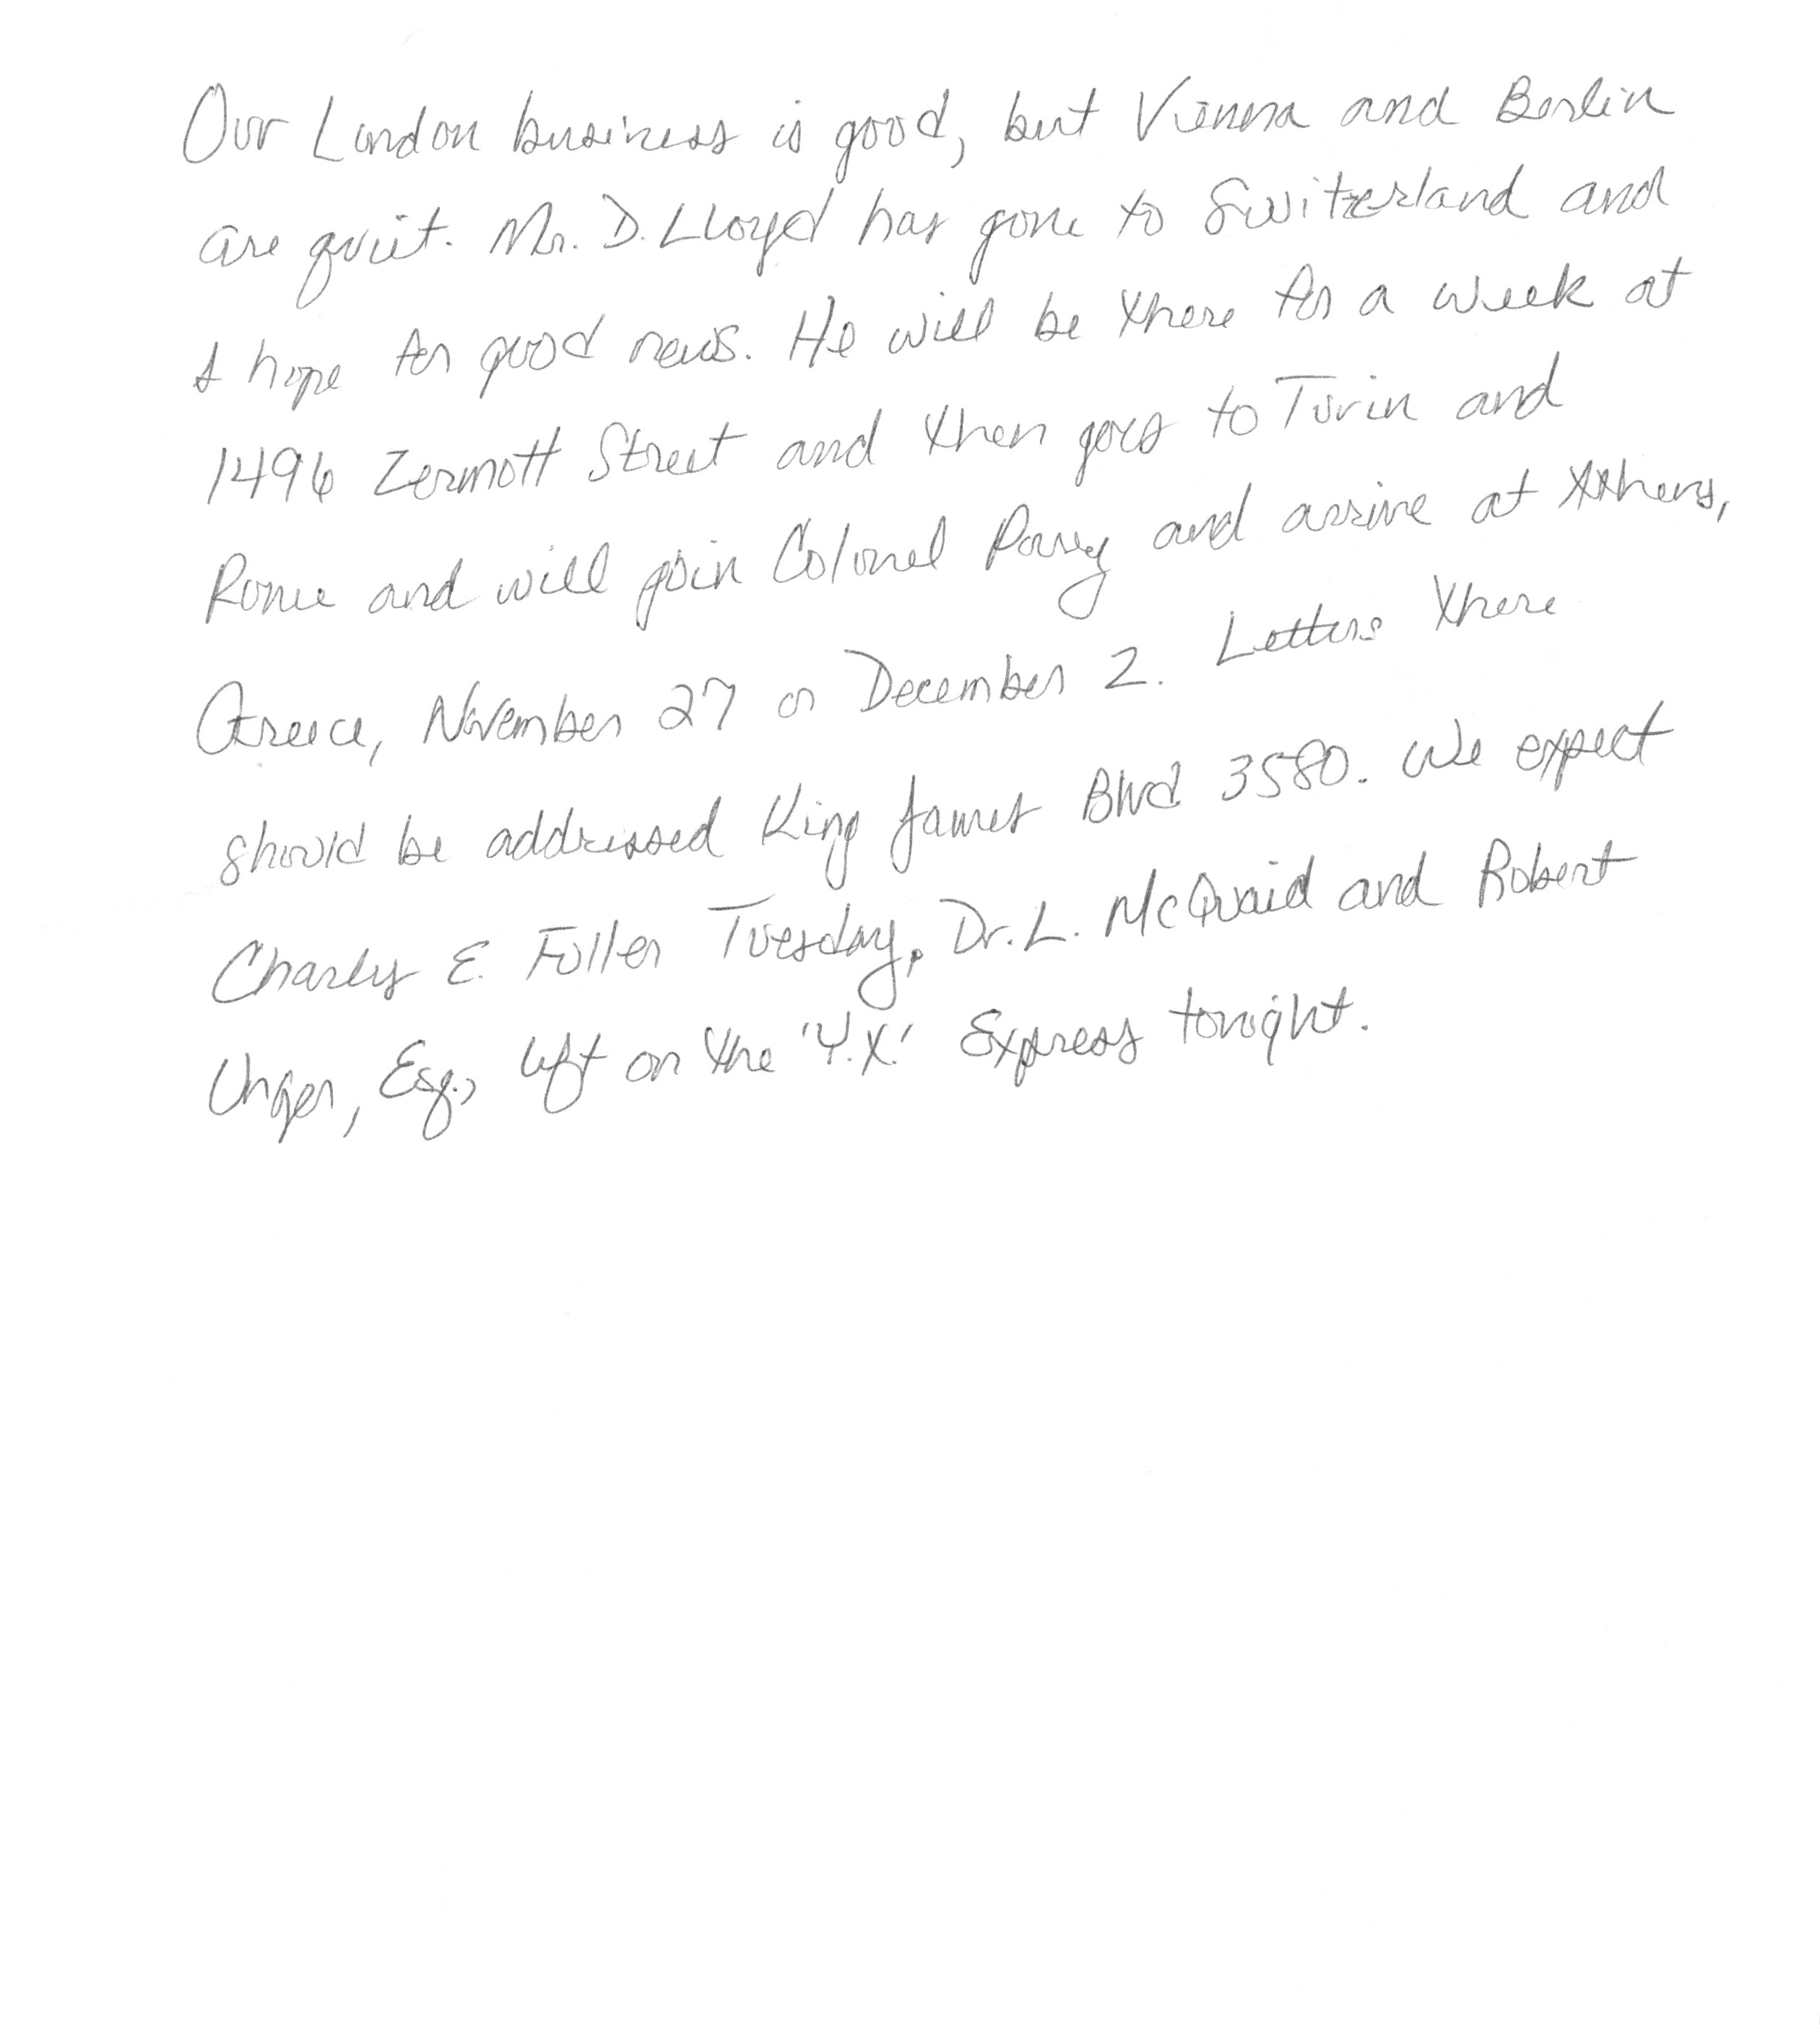 Our London business is good, but Vienna and Berlin
are quiet. Mr. D. Lloyd has gone to Switzerland and
I hope for good news. He will be there for a week at
1496 Zermott Street and then goes to Turin and
Rome and will join Colonel Parry and arrive at Athens,
Greece, November 27 or December 2. Letters there
should be addressed King James Blvd 3580. We expect
Charles E. Fuller Tuesday. Dr. L. McQuaid and Robert
Unger, Esq., left on the 'Y.X.' Express tonight.